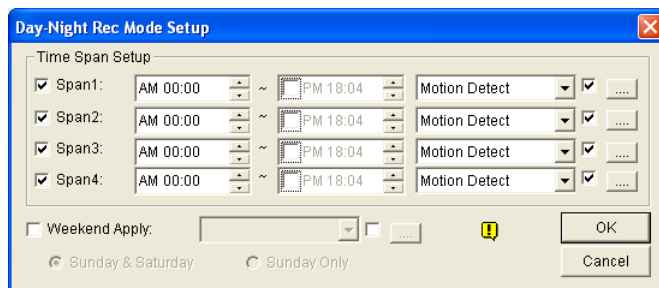 Day-Night Rec Mode Setup
Time Span Setup
Span1: AM 00:00 ~ PM 18:04 Motion Detect ....
Span2: AM 00:00 ~ PM 18:04 Motion Detect ....
Span3: AM 00:00 ~ PM 18:04 Motion Detect ....
Span4: AM 00:00 ~ PM 18:04 Motion Detect ....
Weekend Apply: .... ! OK
Sunday & Saturday Sunday Only Cancel